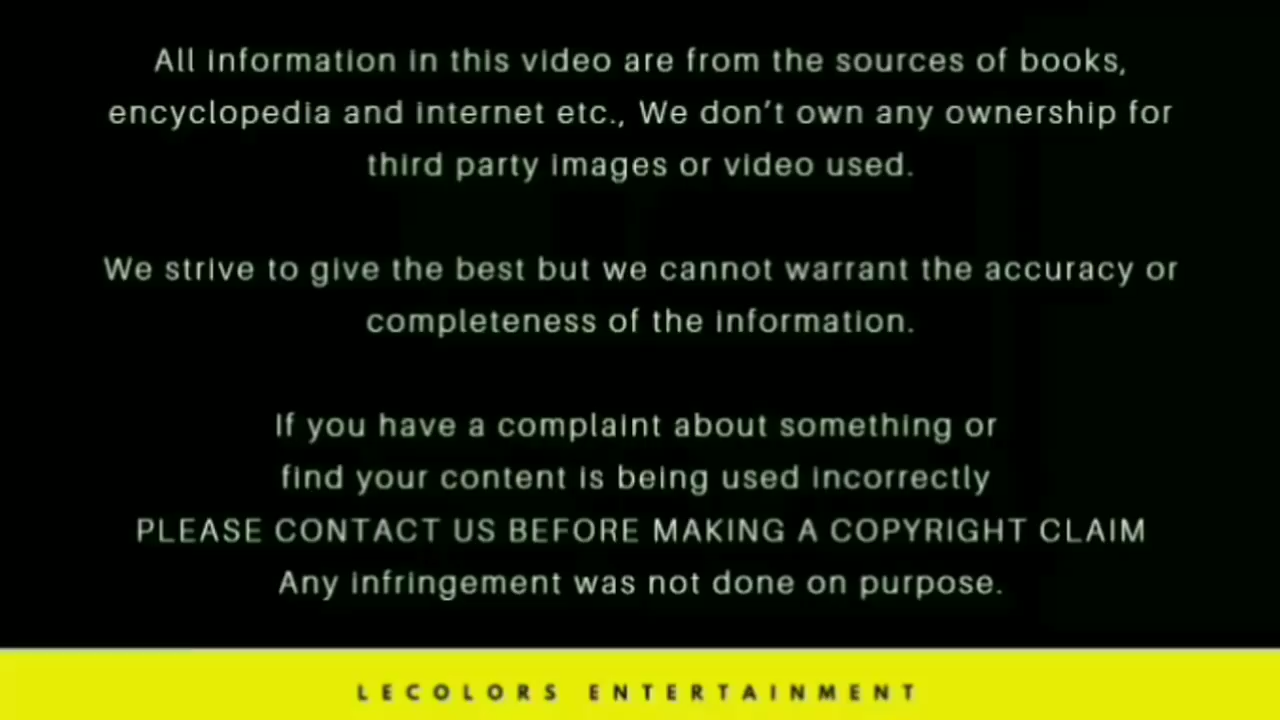 All information in this video are from the sources of books,
encyclopedia and internet etc., We don't own any ownership for
third party images or video used.
We strive to give the best but we cannot warrant the accuracy or
completeness of the information.
If you have a complaint about something or
find your content is being used incorrectly
PLEASE CONTACT US BEFORE MAKING A COPYRIGHT CLAIM
Any infringement was not done on purpose.
LECOLORS ENTERTAINMENT